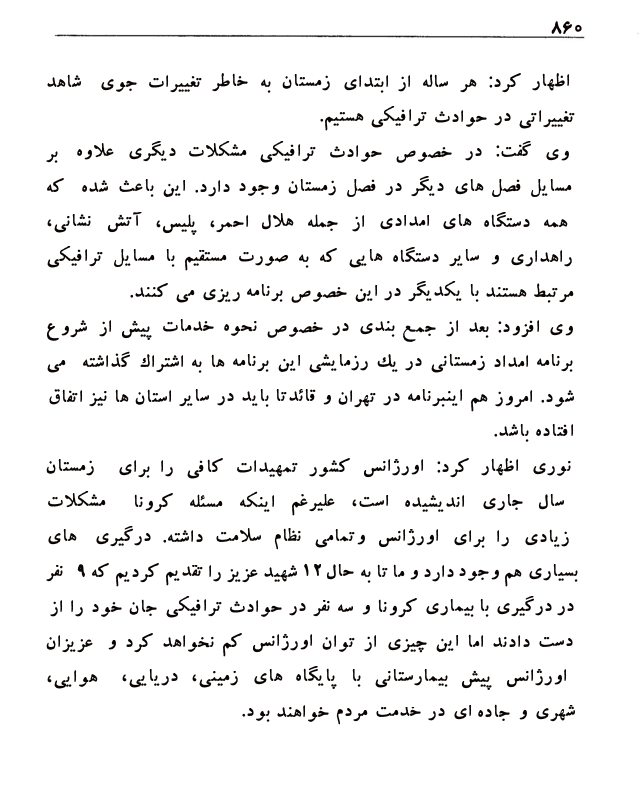 ۸۶۰
اظهار کرد: هر ساله از ابتدای زمستان به خاطر تغییرات جوی شاهد
تغییراتی در حوادث ترافیکی هستیم.
وی گفت: در خصوص حوادث ترافیکی مشکلات دیگری علاوه بر
مسایل فصل های دیگر در فصل زمستان وجود دارد. این باعث شده که
همه دستگاه های امدادی از جمله هلال احمر، پلیس، آتش نشانی،
راهداری و سایر دستگاه هایی که به صورت مستقیم با مسایل ترافیکی
مرتبط هستند با یکدیگر در این خصوص برنامه ریزی می کنند.
وی افزود: بعد از جمع بندی در خصوص نحوه خدمات پیش از شروع
برنامه امداد زمستانی در یك رزمایشی این برنامه ها به اشتراك گذاشته می
شود. امروز هم اینبرنامه در تهران و قائدتا باید در سایر استان ها نیز اتفاق
افتاده باشد.
نوری اظهار کرد: اورژانس کشور تمهیدات کافی را برای زمستان
سال جاری اندیشیده است، علیرغم اینکه مسئله کرونا مشکلات
زیادی را برای اورژانس وتمامی نظام سلامت داشته. درگیری های
بسیاری هم وجود دارد و ما تا به حال ۱۲ شهید عزیز را تقدیم کردیم که ۹ نفر
در درگیری با بیماری کرونا و سه نفر در حوادث ترافیکی جان خود را از
دست دادند اما این چیزی از توان اورژانس کم نخواهد کرد و عزیزان
اورژانس پیش بیمارستانی با پایگاه های زمینی، دریایی، هوایی،
شهری و جاده ای در خدمت مردم خواهند بود.